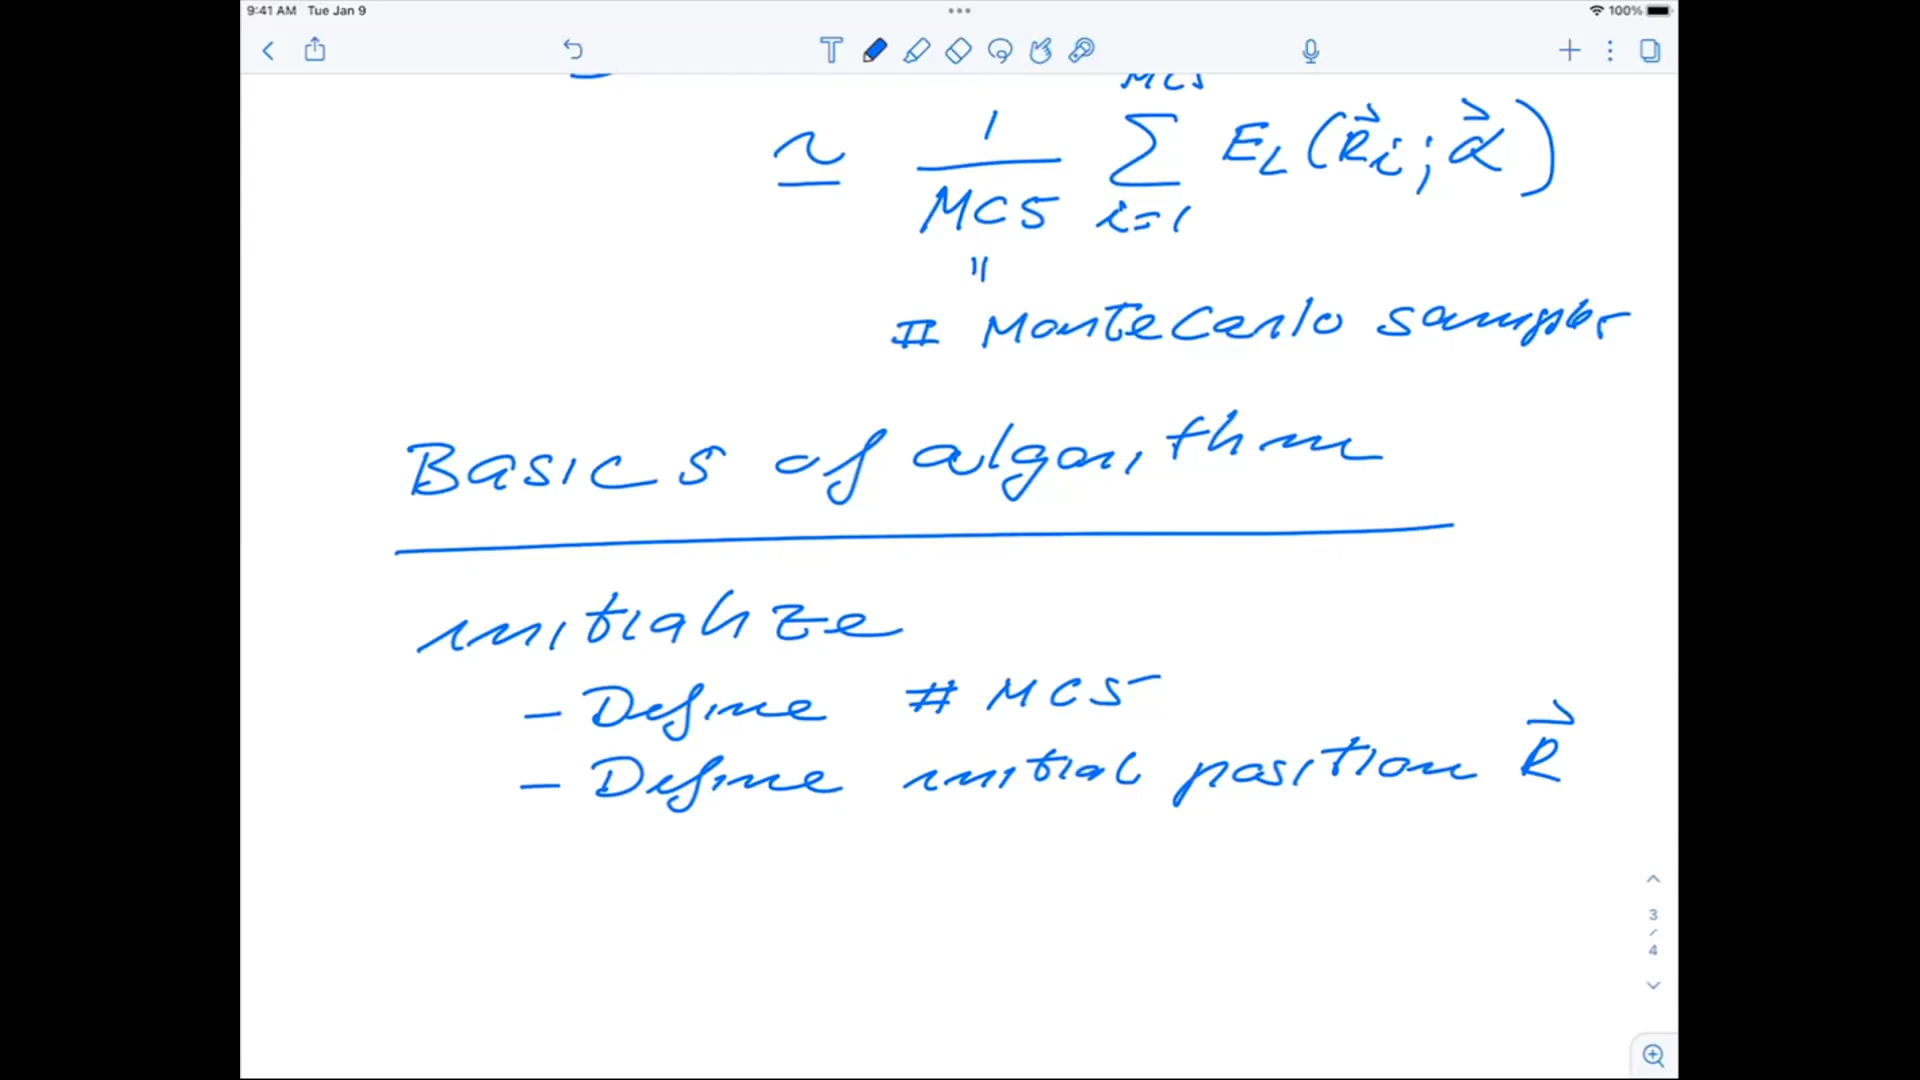 9:41 AM Tue Jan 9
100%
MCS
≃ 1/MCS ∑ i=1 E_L(R⃗_i; α⃗)
"
# MonteCarlo samples
Basics of algorithm
initialize
- Define # MCS
- Define initial position R⃗
3
/
4